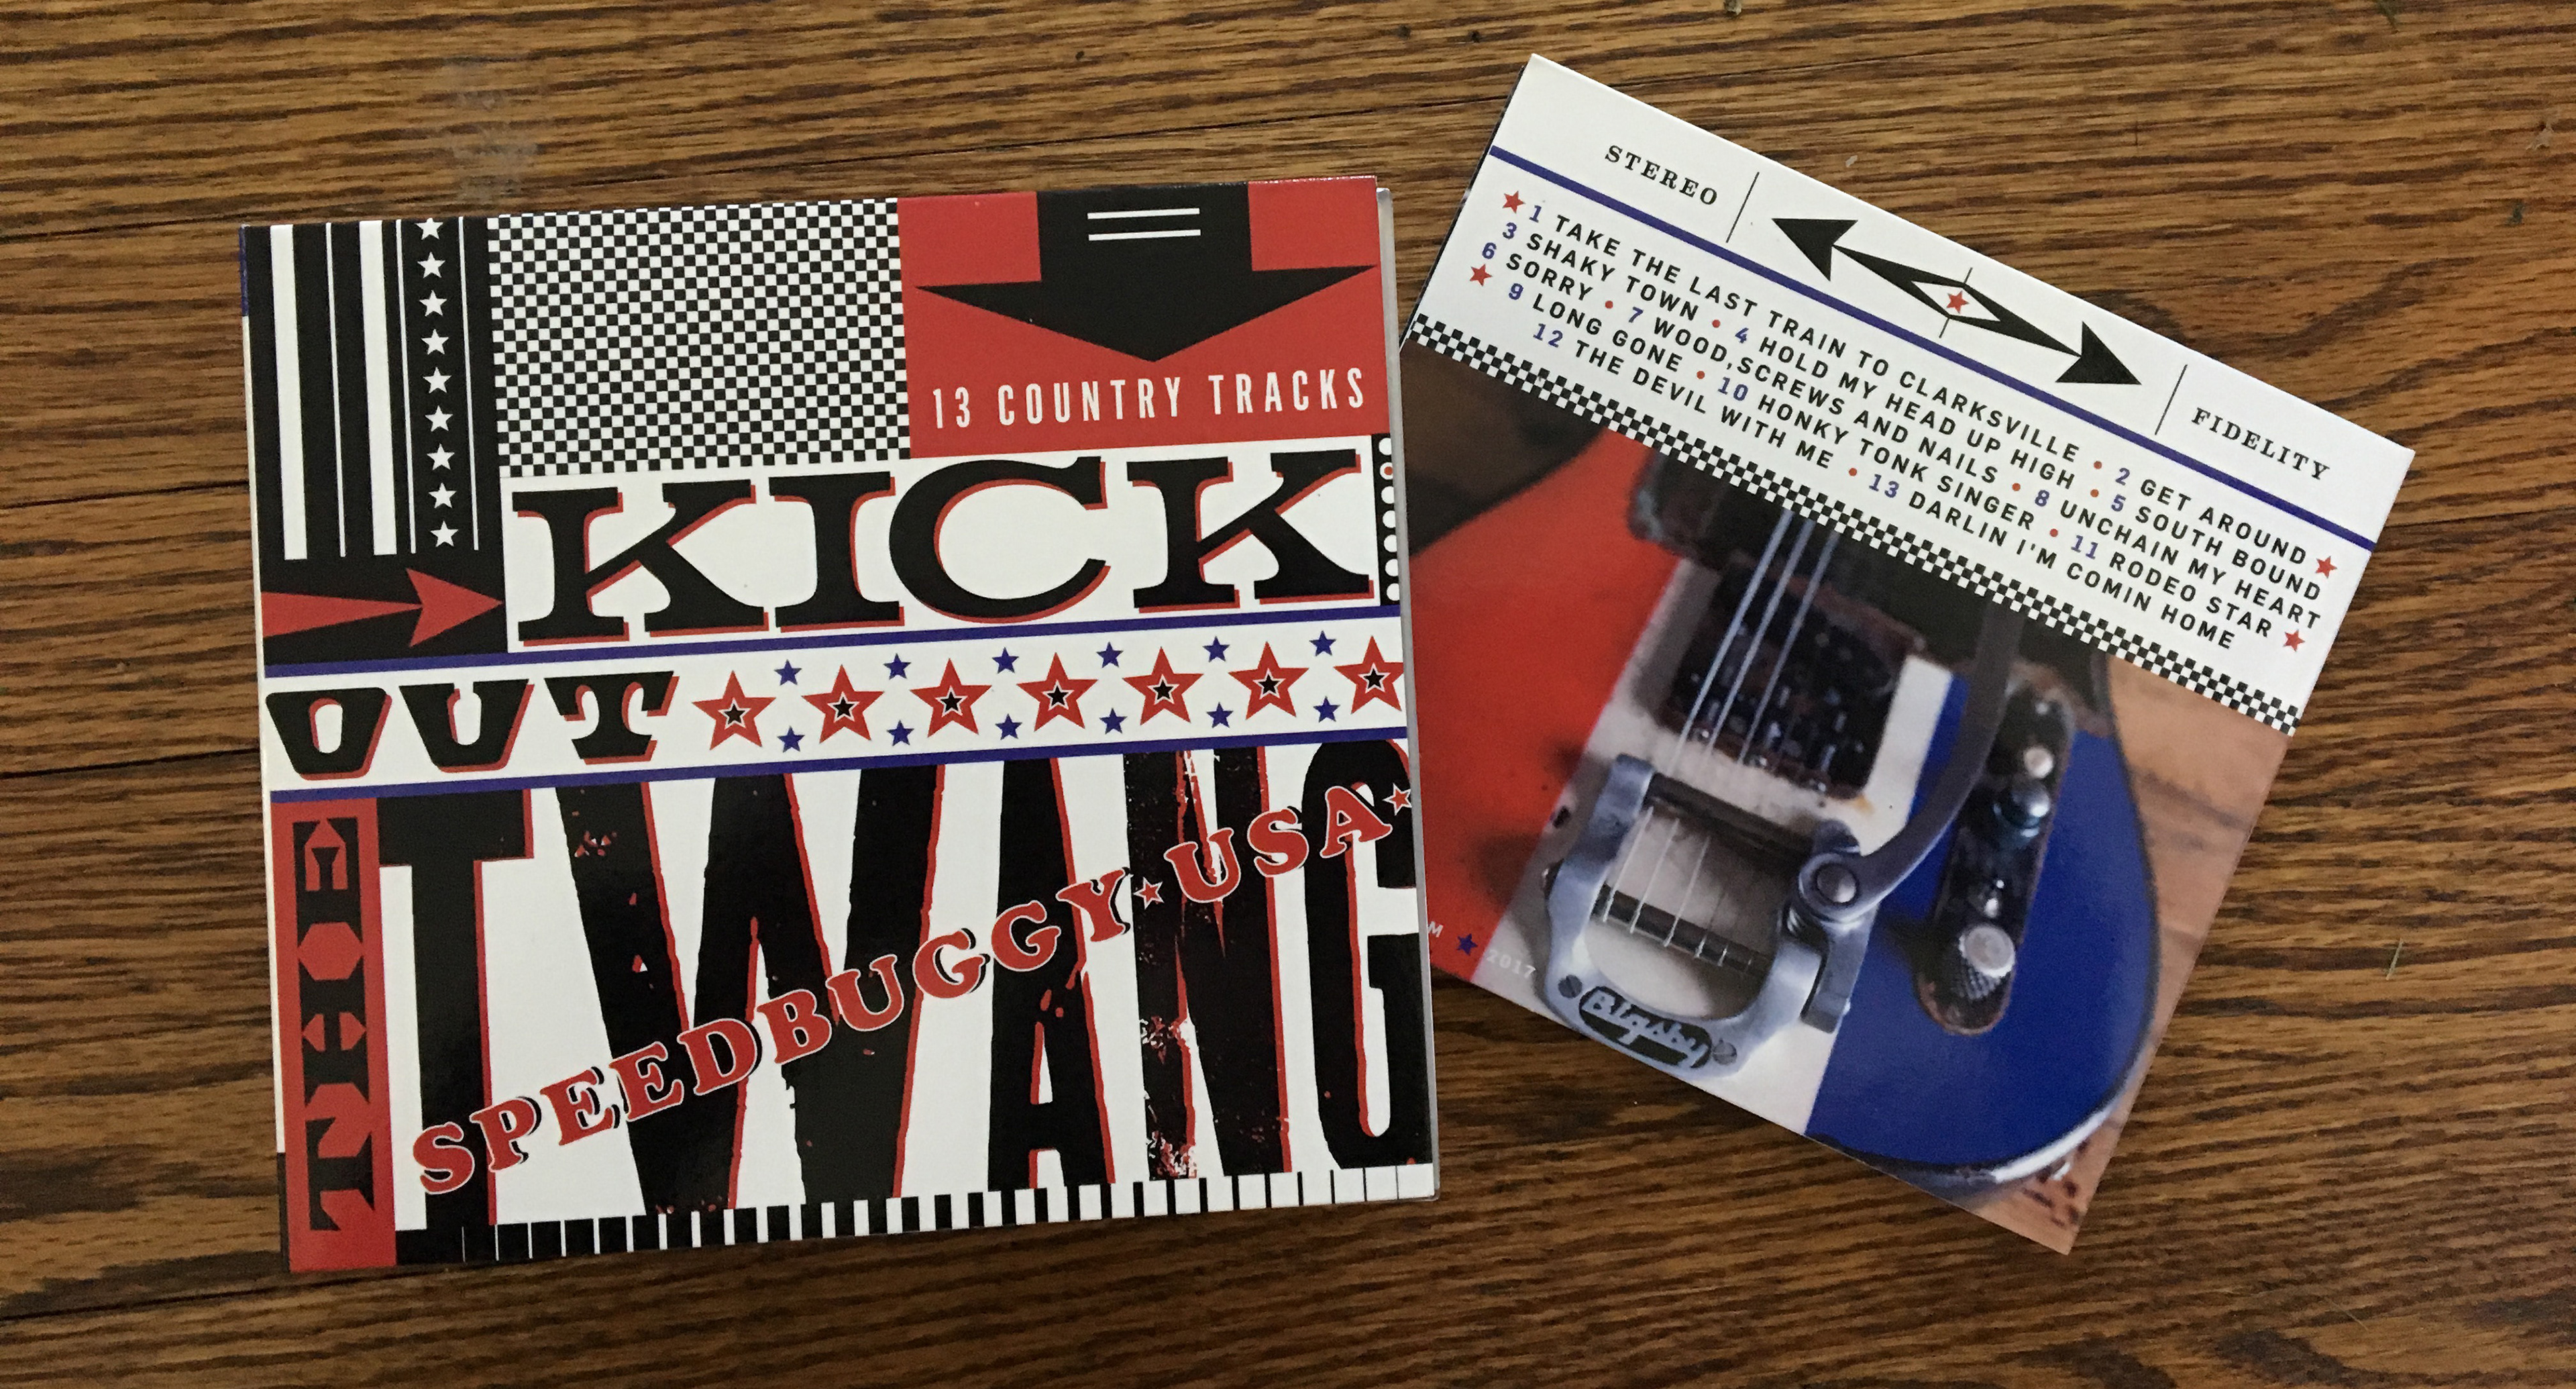 13 COUNTRY TRACKS
KICK
OUT
THE
TWANG
SPEEDBUGGY USA
STEREO
FIDELITY
1 TAKE THE LAST TRAIN TO CLARKSVILLE • 2 GET AROUND
3 SHAKY TOWN • 4 HOLD MY HEAD UP HIGH • 5 SOUTH BOUND
6 SORRY • 7 WOOD,SCREWS AND NAILS • 8 UNCHAIN MY HEART
9 LONG GONE • 10 HONKY TONK SINGER • 11 RODEO STAR
12 THE DEVIL WITH ME • 13 DARLIN I'M COMIN HOME
M ★ 2017
Bigsby